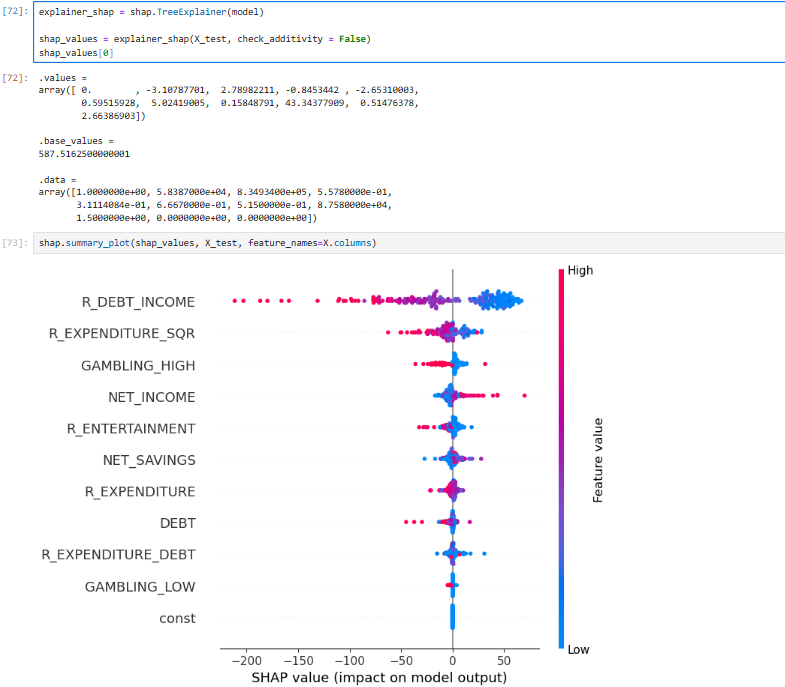 [72]: explainer_shap = shap.TreeExplainer(model)
shap_values = explainer_shap(X_test, check_additivity = False)
shap_values[0]
[72]: .values =
array([ 0.        , -3.10787701,  2.78982211, -0.8453442 , -2.65310003,
0.59515928,  5.02419005,  0.15848791, 43.34377909,  0.51476378,
2.66386903])
.base_values =
587.5162500000001
.data =
array([1.0000000e+00, 5.8387000e+04, 8.3493400e+05, 5.5780000e-01,
3.1114084e-01, 6.6670000e-01, 5.1500000e-01, 8.7580000e+04,
1.5000000e+00, 0.0000000e+00, 0.0000000e+00])
[73]: shap.summary_plot(shap_values, X_test, feature_names=X.columns)
High
R_DEBT_INCOME
R_EXPENDITURE_SQR
GAMBLING_HIGH
NET_INCOME
R_ENTERTAINMENT
NET_SAVINGS
R_EXPENDITURE
DEBT
R_EXPENDITURE_DEBT
GAMBLING_LOW
const
Feature value
Low
−200 −150 −100 −50 0 50
SHAP value (impact on model output)